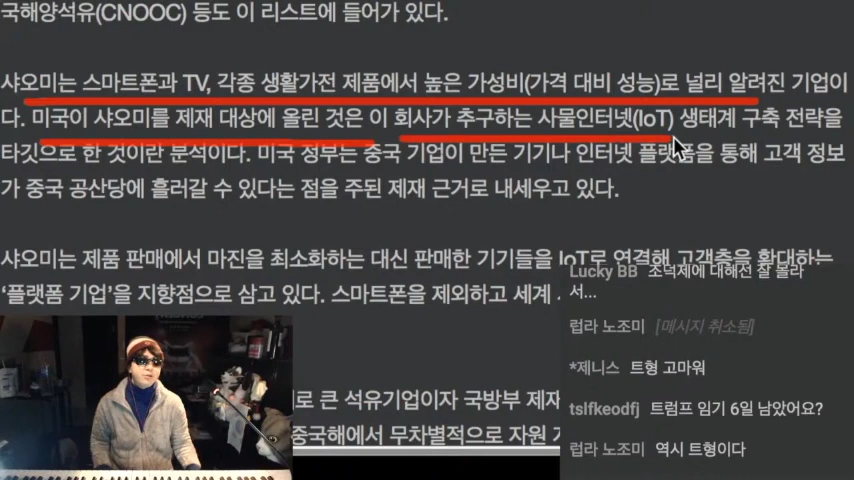 국해양석유(CNOOC) 등도 이 리스트에 들어가 있다.
샤오미는 스마트폰과 TV, 각종 생활가전 제품에서 높은 가성비(가격 대비 성능)로 널리 알려진 기업이
다. 미국이 샤오미를 제재 대상에 올린 것은 이 회사가 추구하는 사물인터넷(IoT) 생태계 구축 전략을
타깃으로 한 것이란 분석이다. 미국 정부는 중국 기업이 만든 기기나 인터넷 플랫폼을 통해 고객 정보
가 중국 공산당에 흘러갈 수 있다는 점을 주된 제재 근거로 내세우고 있다.
샤오미는 제품 판매에서 마진을 최소화하는 대신 판매한 기기들을 IoT로 연결해 고객층을 확대하는
‘플랫폼 기업’을 지향점으로 삼고 있다. 스마트폰을 제외하고 세계
로 큰 석유기업이자 국방부 제재
중국해에서 무차별적으로 자원
Lucky BB 조덕제에 대해선 잘 몰라
서...
럽라 노조미 [메시지 취소됨]
*제니스 트형 고마워
tslfkeodfj 트럼프 임기 6일 남았어요?
럽라 노조미 역시 트형이다